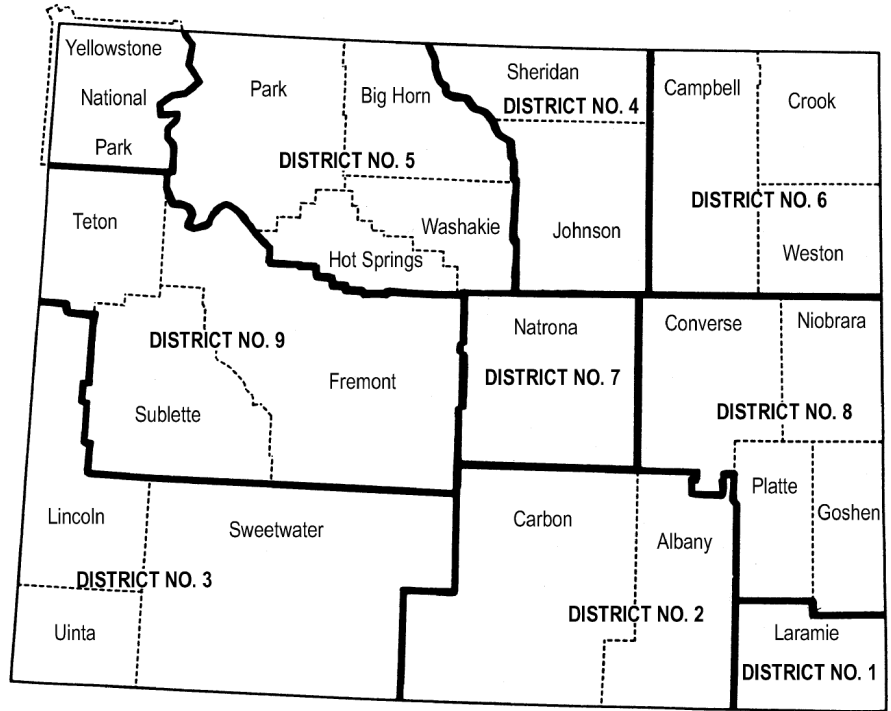 Yellowstone
National
Park
Park
Big Horn
Sheridan
DISTRICT NO. 4
Campbell
Crook
DISTRICT NO. 5
DISTRICT NO. 6
Teton
Washakie
Hot Springs
Johnson
Weston
DISTRICT NO. 9
Fremont
Sublette
Natrona
DISTRICT NO. 7
Converse
Niobrara
DISTRICT NO. 8
Platte
Goshen
Lincoln
Sweetwater
DISTRICT NO. 3
Uinta
Carbon
Albany
DISTRICT NO. 2
Laramie
DISTRICT NO. 1